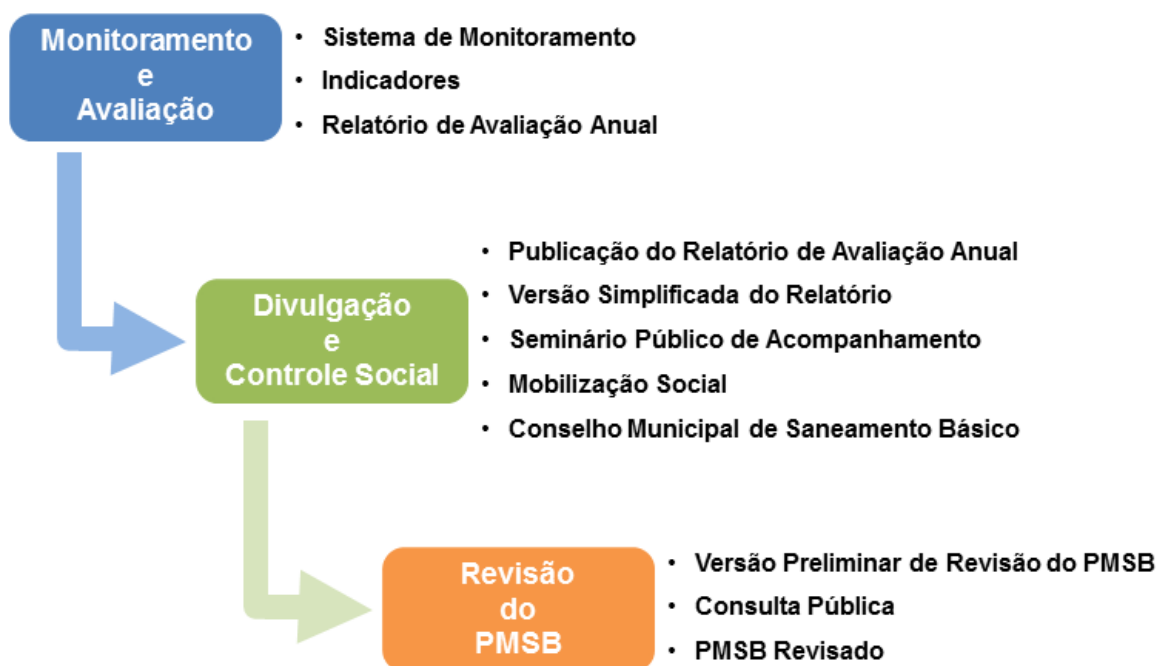 Monitoramento
e
Avaliação
• Sistema de Monitoramento
• Indicadores
• Relatório de Avaliação Anual
Divulgação
e
Controle Social
• Publicação do Relatório de Avaliação Anual
• Versão Simplificada do Relatório
• Seminário Público de Acompanhamento
• Mobilização Social
• Conselho Municipal de Saneamento Básico
Revisão
do
PMSB
• Versão Preliminar de Revisão do PMSB
• Consulta Pública
• PMSB Revisado